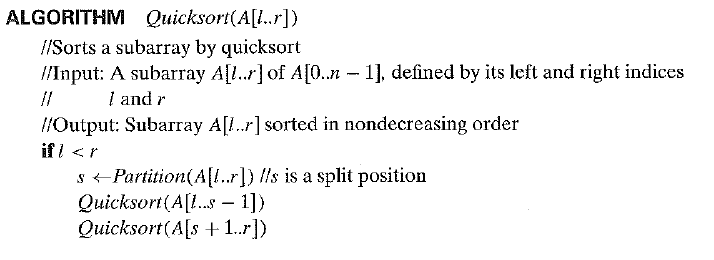 ALGORITHM Quicksort(A[l..r])
//Sorts a subarray by quicksort
//Input: A subarray A[l..r] of A[0..n − 1], defined by its left and right indices
// l and r
//Output: Subarray A[l..r] sorted in nondecreasing order
if l < r
s ←Partition(A[l..r]) //s is a split position
Quicksort(A[l..s − 1])
Quicksort(A[s + 1..r])